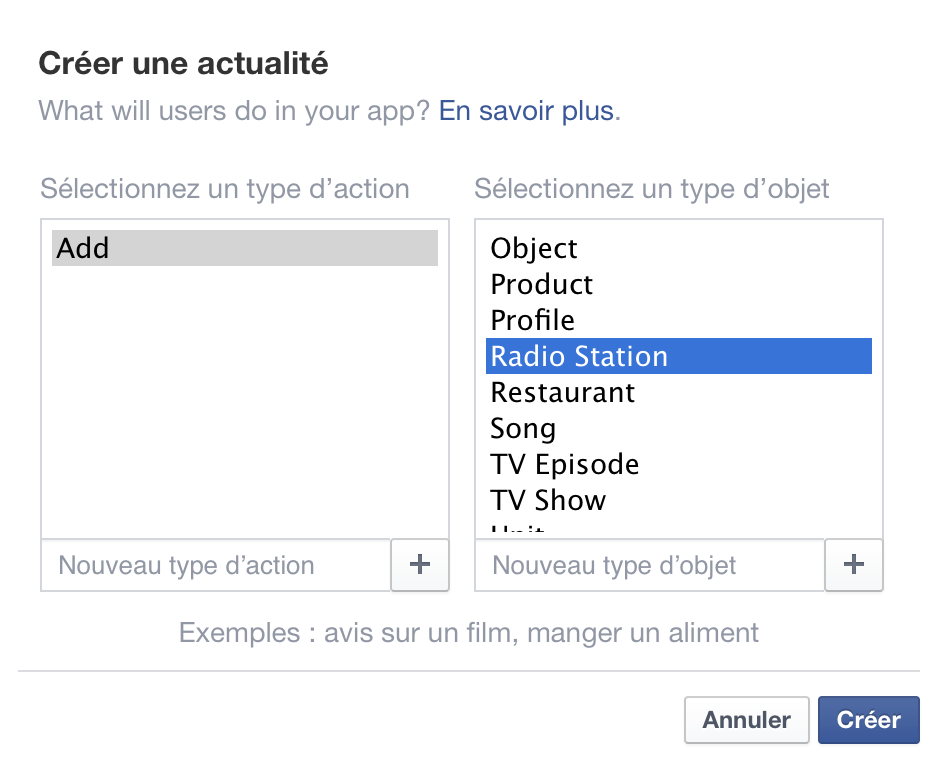 Créer une actualité
What will users do in your app? En savoir plus.
Sélectionnez un type d’action
Sélectionnez un type d’objet
Add
Object
Product
Profile
Radio Station
Restaurant
Song
TV Episode
TV Show
Unit
Nouveau type d’action
+
Nouveau type d’objet
+
Exemples : avis sur un film, manger un aliment
Annuler
Créer